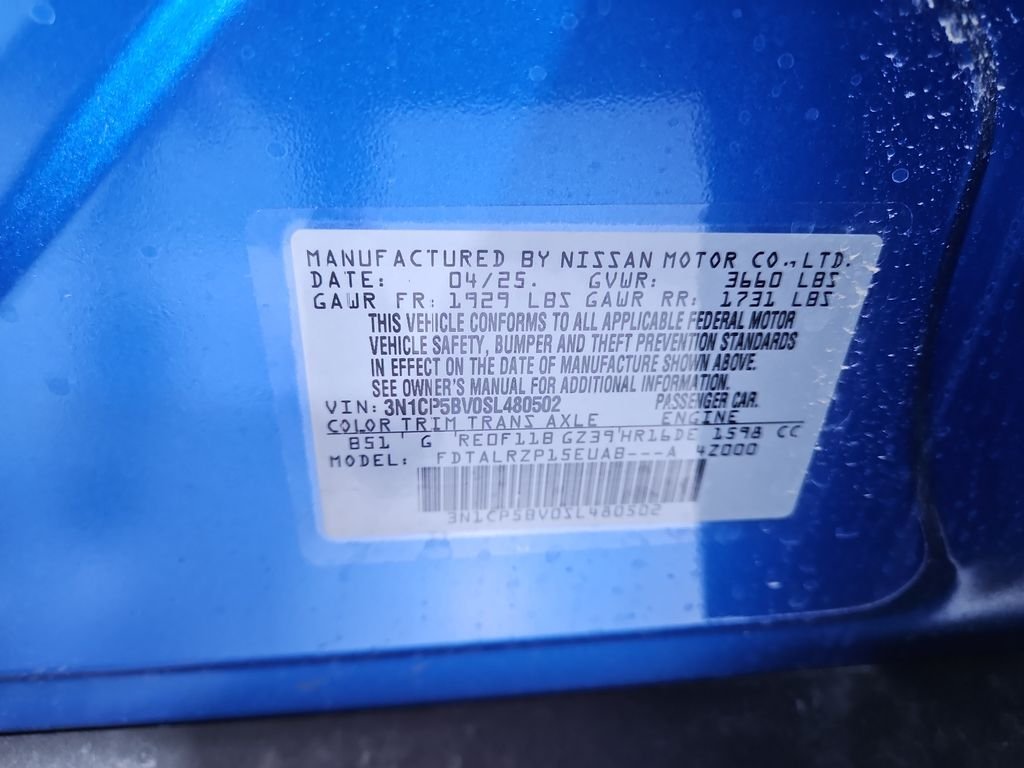 MANUFACTURED BY NISSAN MOTOR CO.,LTD.
DATE: 04/25. GVWR: 3660 LBS
GAWR FR: 1929 LBS GAWR RR: 1731 LBS
THIS VEHICLE CONFORMS TO ALL APPLICABLE FEDERAL MOTOR
VEHICLE SAFETY, BUMPER AND THEFT PREVENTION STANDARDS
IN EFFECT ON THE DATE OF MANUFACTURE SHOWN ABOVE.
SEE OWNER'S MANUAL FOR ADDITIONAL INFORMATION.
VIN: 3N1CP5BV0SL480502 PASSENGER CAR.
COLOR TRIM TRANS AXLE ENGINE
B51 G RE0F11B GZ39 HR16DE 1598 CC
MODEL: FDTALRZP15EUAB---A 4Z000
3N1CP5BV0SL480502